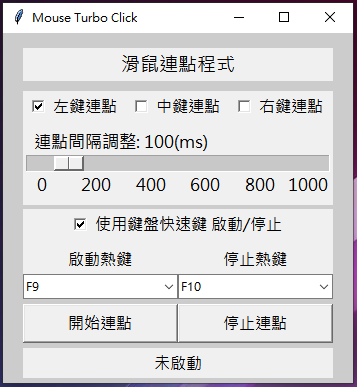 Mouse Turbo Click
滑鼠連點程式
左鍵連點 中鍵連點 右鍵連點
連點間隔調整: 100(ms)
0 200 400 600 800 1000
使用鍵盤快速鍵 啟動/停止
啟動熱鍵 停止熱鍵
F9 F10
開始連點 停止連點
未啟動